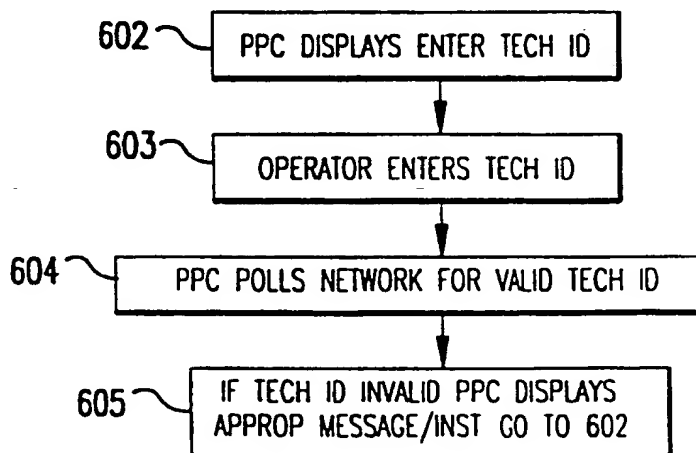 602
PPC DISPLAYS ENTER TECH ID
603
OPERATOR ENTERS TECH ID
604
PPC POLLS NETWORK FOR VALID TECH ID
605
IF TECH ID INVALID PPC DISPLAYS
APPROP MESSAGE/INST GO TO 602